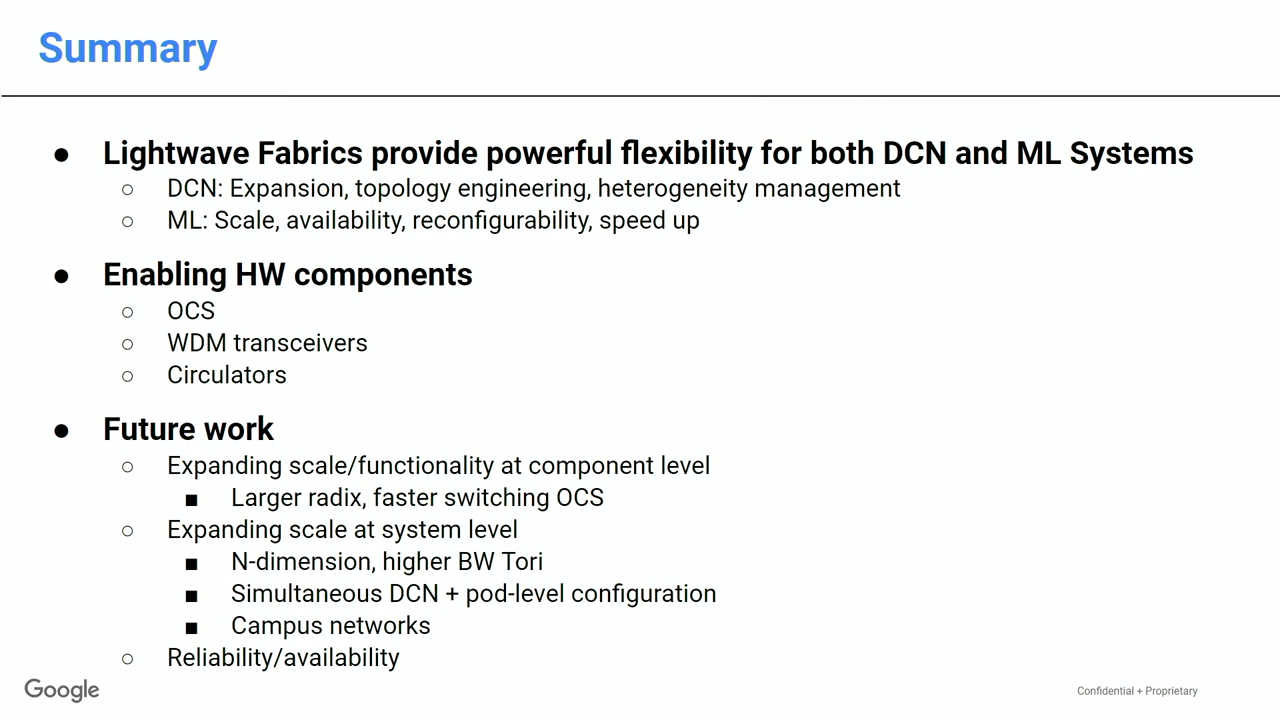 Summary
● Lightwave Fabrics provide powerful flexibility for both DCN and ML Systems
○ DCN: Expansion, topology engineering, heterogeneity management
○ ML: Scale, availability, reconfigurability, speed up
● Enabling HW components
○ OCS
○ WDM transceivers
○ Circulators
● Future work
○ Expanding scale/functionality at component level
■ Larger radix, faster switching OCS
○ Expanding scale at system level
■ N-dimension, higher BW Tori
■ Simultaneous DCN + pod-level configuration
■ Campus networks
○ Reliability/availability
Google
Confidential + Proprietary